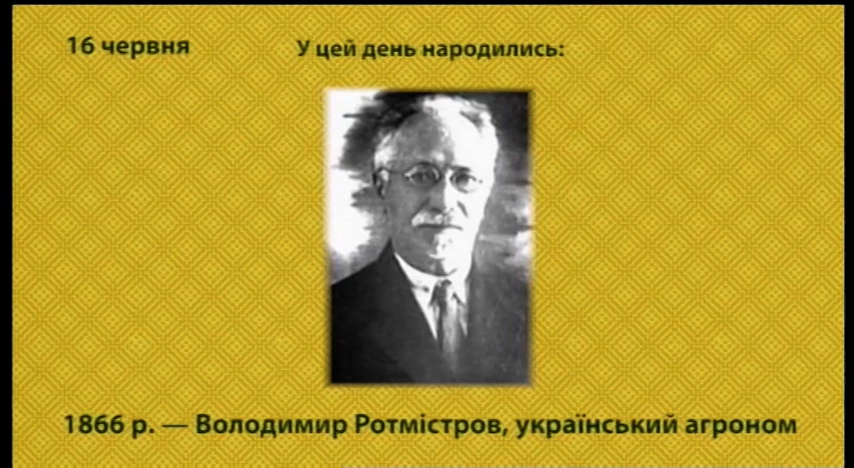 16 червня
У цей день народились:
1866 р. — Володимир Ротмістров, український агроном